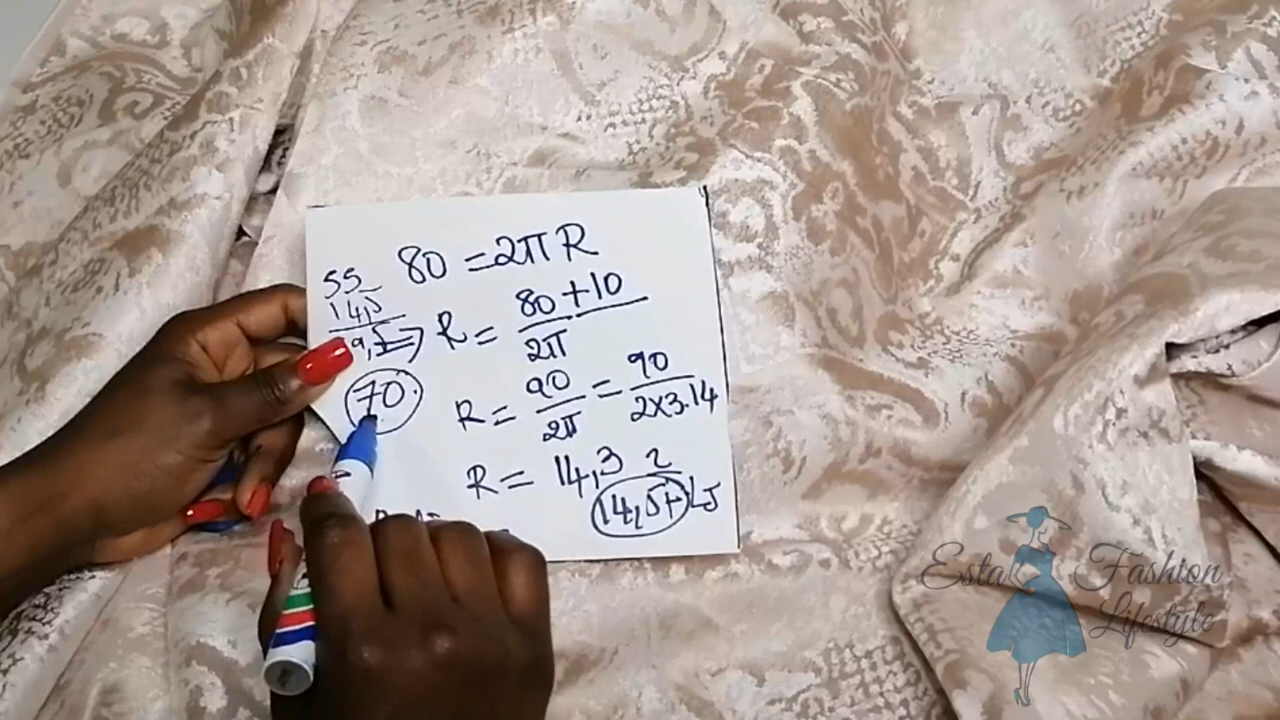 80 = 2π R
55
14,5
9,5 => R = 80 + 10
2π
70
R = 90 = 90
2π 2x3.14
R = 14,3 2
14,5 +
Esta Fashion
Lifestyle